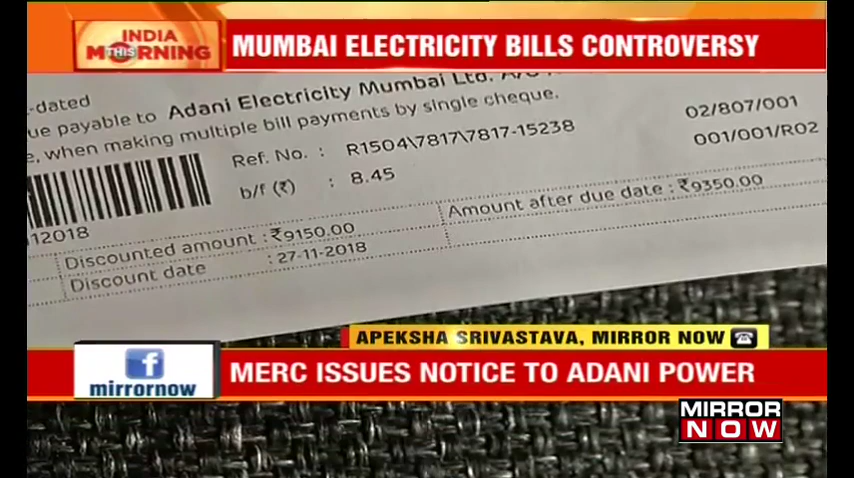 INDIA
THIS
MORNING
MUMBAI ELECTRICITY BILLS CONTROVERSY
-dated
ue payable to Adani Electricity Mumbai Ltd.
e, when making multiple bill payments by single cheque.
Ref. No. : R1504\7817\7817-15238
02/807/001
b/f (₹) : 8.45
001/001/R02
112018
Discounted amount :₹9150.00
Amount after due date : ₹9350.00
Discount date : 27-11-2018
APEKSHA SRIVASTAVA, MIRROR NOW
f
mirrornow
MERC ISSUES NOTICE TO ADANI POWER
MIRROR
NOW